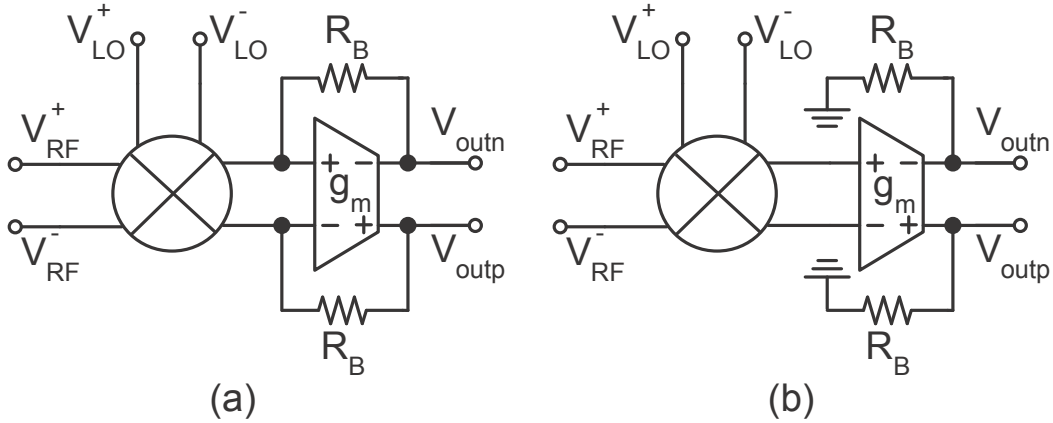 V+LO V-LO RB
V+RF Voutn
+ − gm − +
V-RF Voutp
RB
(a)
V+LO V-LO RB
V+RF Voutn
+ − gm − +
V-RF Voutp
RB
(b)